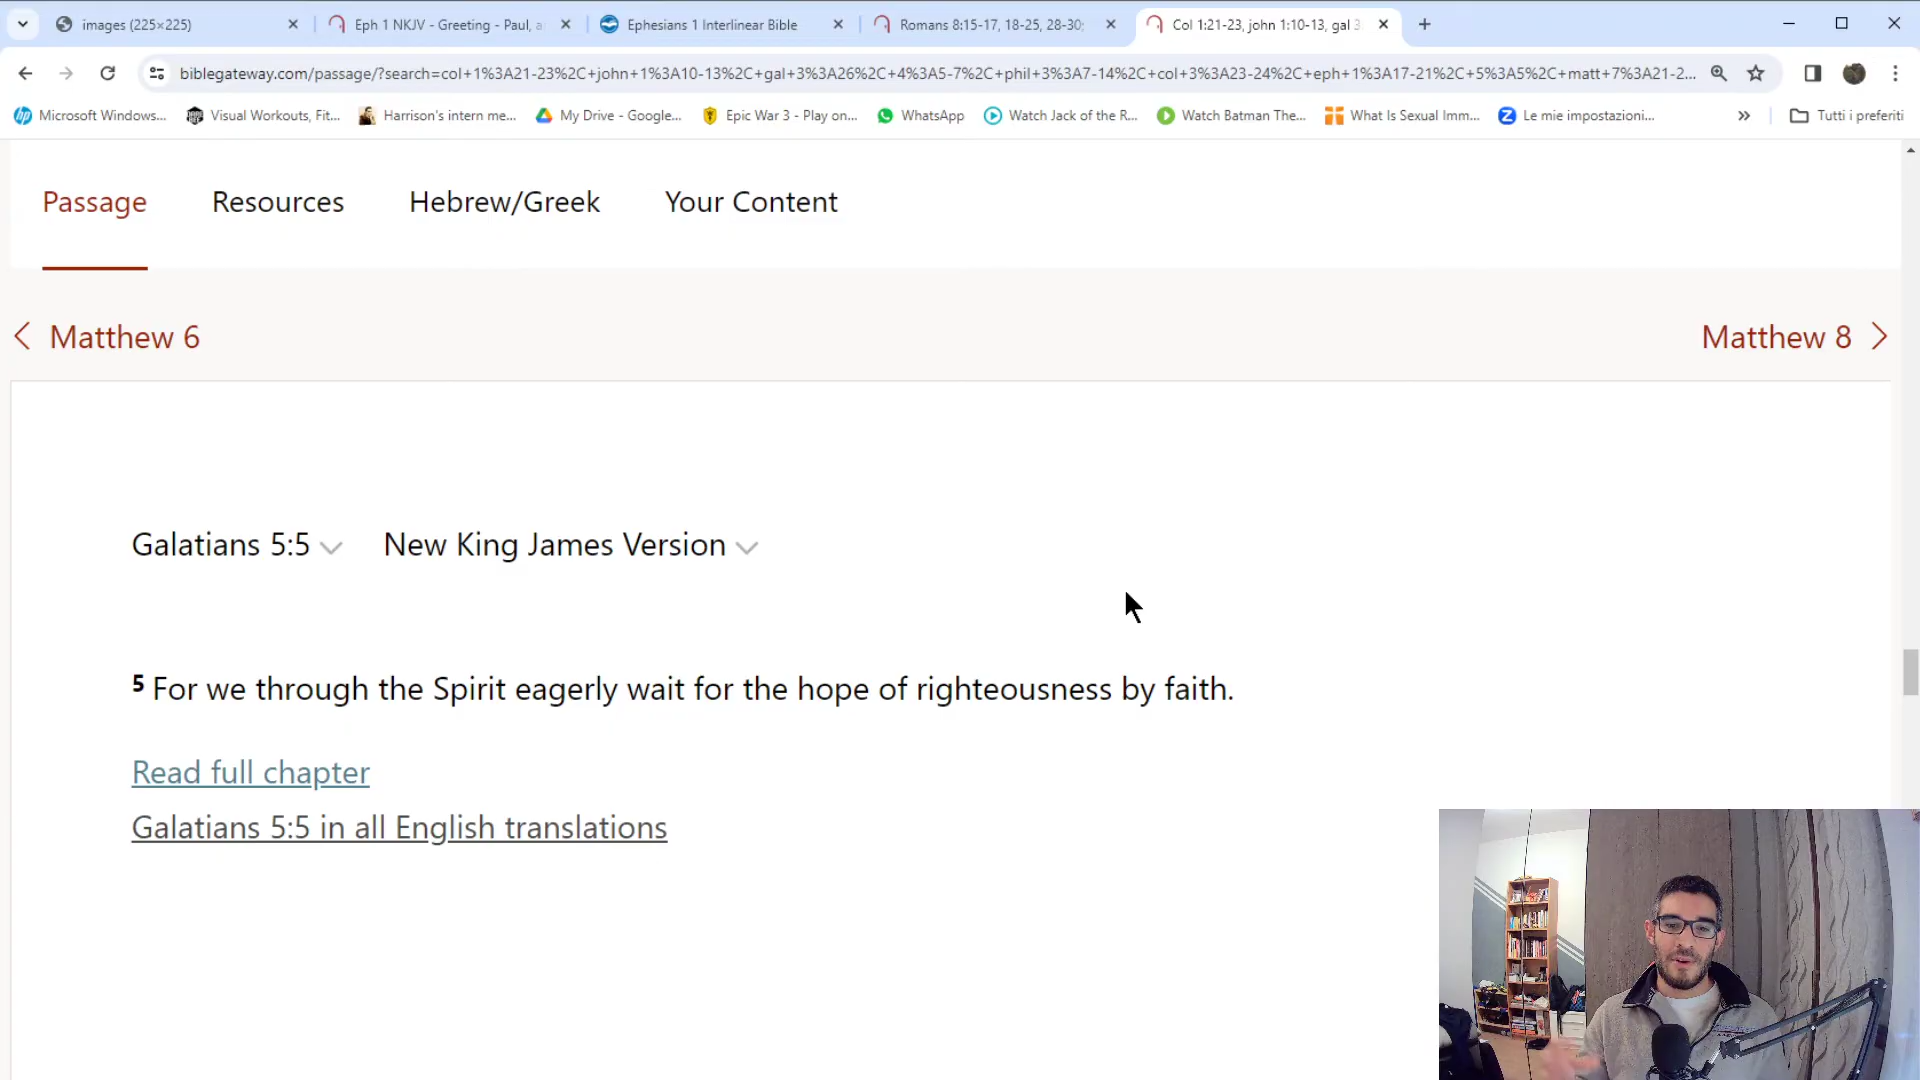 images (225×225)
Eph 1 NKJV - Greeting - Paul, a
Ephesians 1 Interlinear Bible
Romans 8:15-17, 18-25, 28-30;
Col 1:21-23, john 1:10-13, gal 3
biblegateway.com/passage/?search=col+1%3A21-23%2C+john+1%3A10-13%2C+gal+3%3A26%2C+4%3A5-7%2C+phil+3%3A7-14%2C+col+3%3A23-24%2C+eph+1%3A17-21%2C+5%3A5%2C+matt+7%3A21-2...
Microsoft Windows...
Visual Workouts, Fit...
Harrison's intern me...
My Drive - Google...
Epic War 3 - Play on...
WhatsApp
Watch Jack of the R...
Watch Batman The...
What Is Sexual Imm...
Le mie impostazioni...
Tutti i preferiti
Passage
Resources
Hebrew/Greek
Your Content
Matthew 6
Matthew 8
Galatians 5:5
New King James Version
5 For we through the Spirit eagerly wait for the hope of righteousness by faith.
Read full chapter
Galatians 5:5 in all English translations